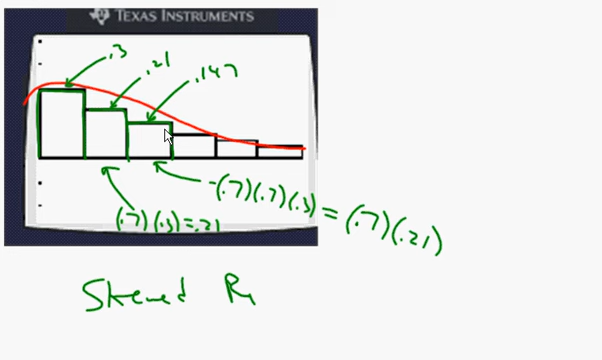 TEXAS INSTRUMENTS
.3
.21
.147
(.7)(.3)=.21
(.7)(.7)(.3) = (.7)(.21)
Skewed R